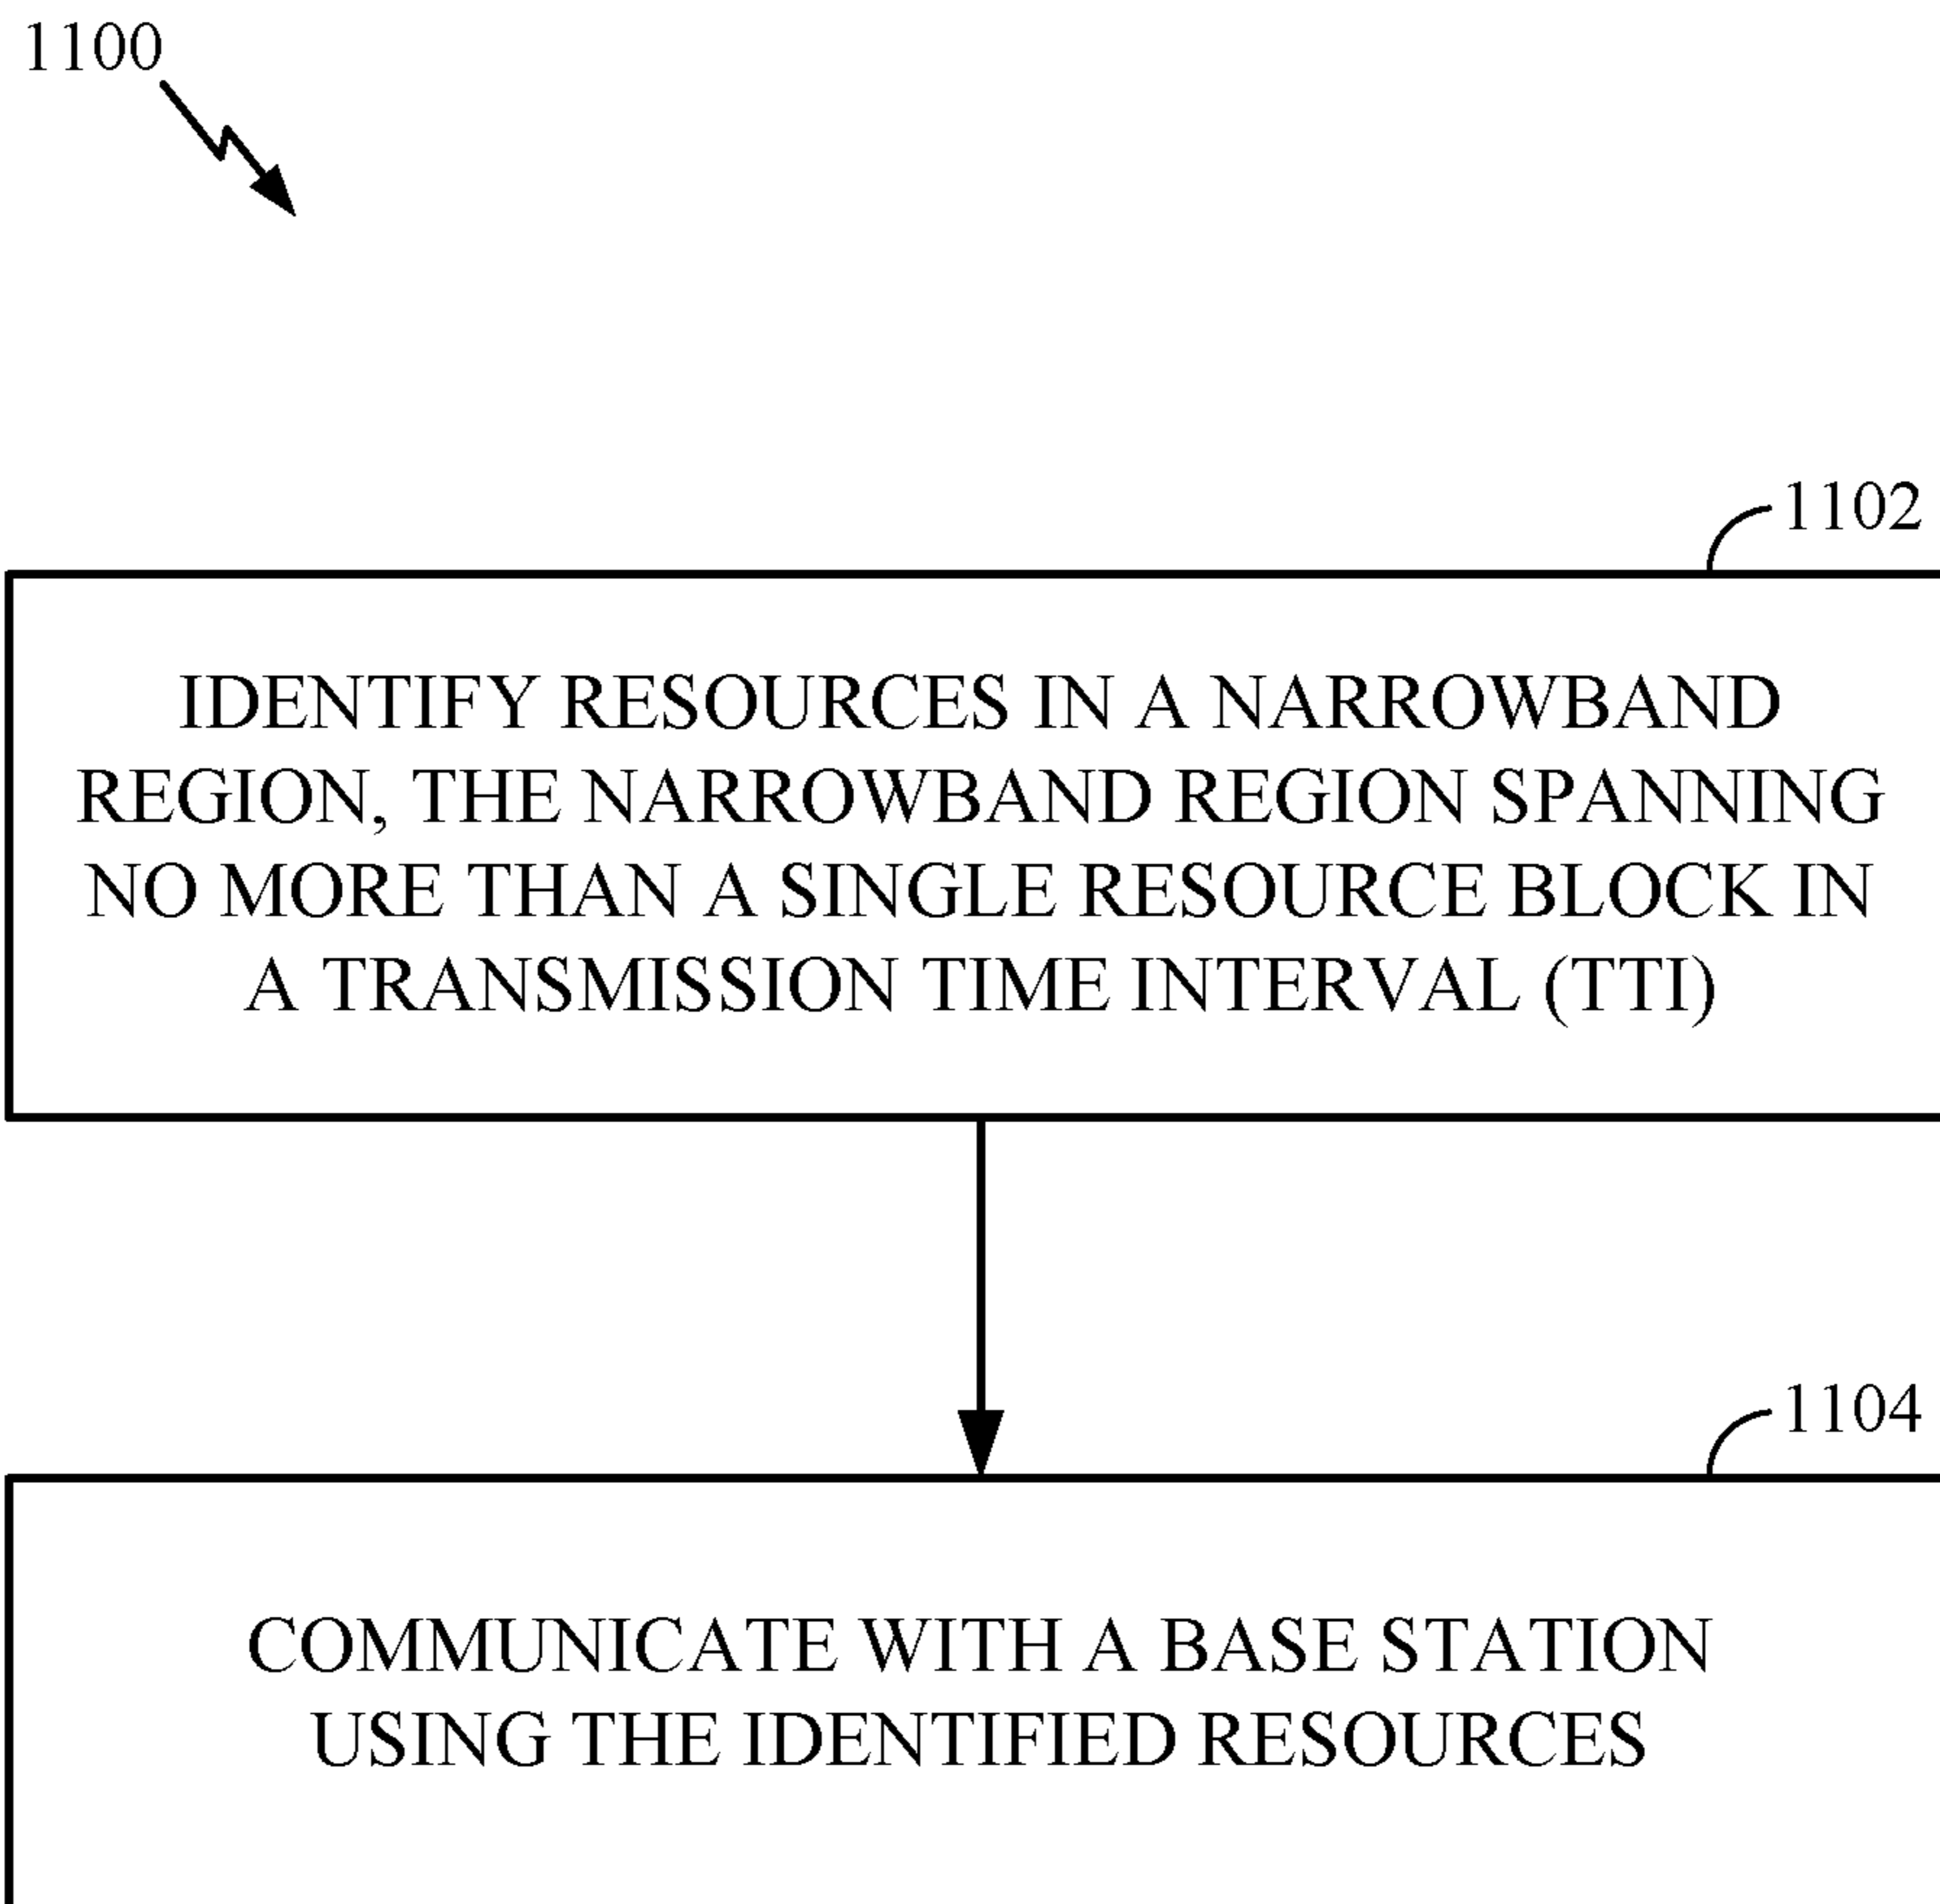 1100
1102
IDENTIFY RESOURCES IN A NARROWBAND
REGION, THE NARROWBAND REGION SPANNING
NO MORE THAN A SINGLE RESOURCE BLOCK IN
A TRANSMISSION TIME INTERVAL (TTI)
1104
COMMUNICATE WITH A BASE STATION
USING THE IDENTIFIED RESOURCES